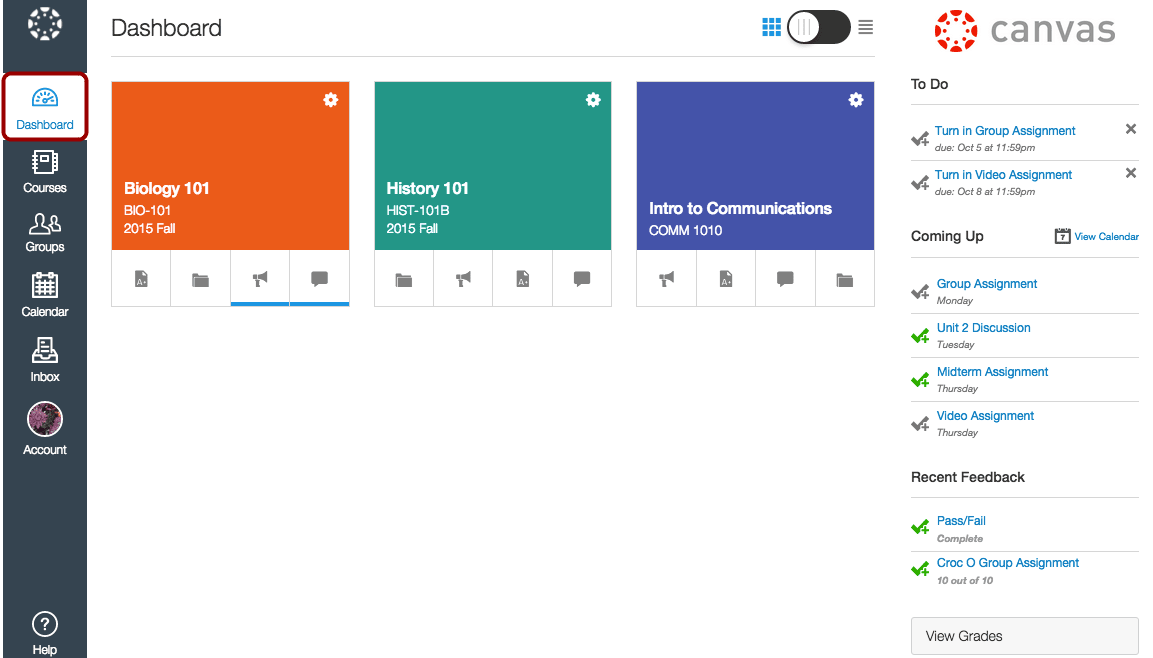 Dashboard
Courses
Groups
Calendar
Inbox
Account
Help
Dashboard
Biology 101
BIO-101
2015 Fall
History 101
HIST-101B
2015 Fall
Intro to Communications
COMM 1010
canvas
To Do
Turn in Group Assignment
due: Oct 5 at 11:59pm
Turn in Video Assignment
due: Oct 8 at 11:59pm
Coming Up
7 View Calendar
Group Assignment
Monday
Unit 2 Discussion
Tuesday
Midterm Assignment
Thursday
Video Assignment
Thursday
Recent Feedback
Pass/Fail
Complete
Croc O Group Assignment
10 out of 10
View Grades